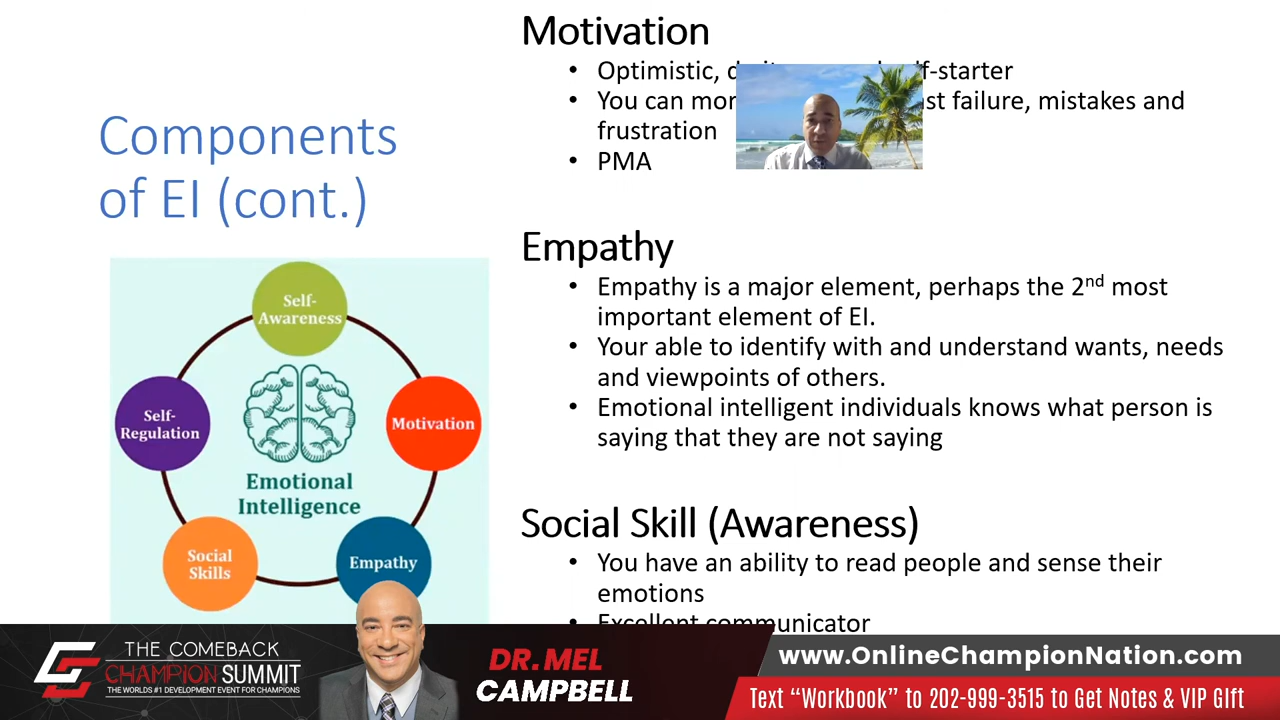 Components
of EI (cont.)
Self-
Awareness
Self-
Regulation
Motivation
Emotional
Intelligence
Social
Skills
Empathy
Motivation
• Optimistic, f-starter
• You can st failure, mistakes and
frustration
• PMA
Empathy
• Empathy is a major element, perhaps the 2nd most
important element of EI.
• Your able to identify with and understand wants, needs
and viewpoints of others.
• Emotional intelligent individuals knows what person is
saying that they are not saying
Social Skill (Awareness)
• You have an ability to read people and sense their
emotions
• Excellent communicator
THE COMEBACK
CHAMPION SUMMIT
THE WORLDS #1 DEVELOPMENT EVENT FOR CHAMPIONS
DR. MEL
CAMPBELL
www.OnlineChampionNation.com
Text “Workbook” to 202-999-3515 to Get Notes & VIP GIft